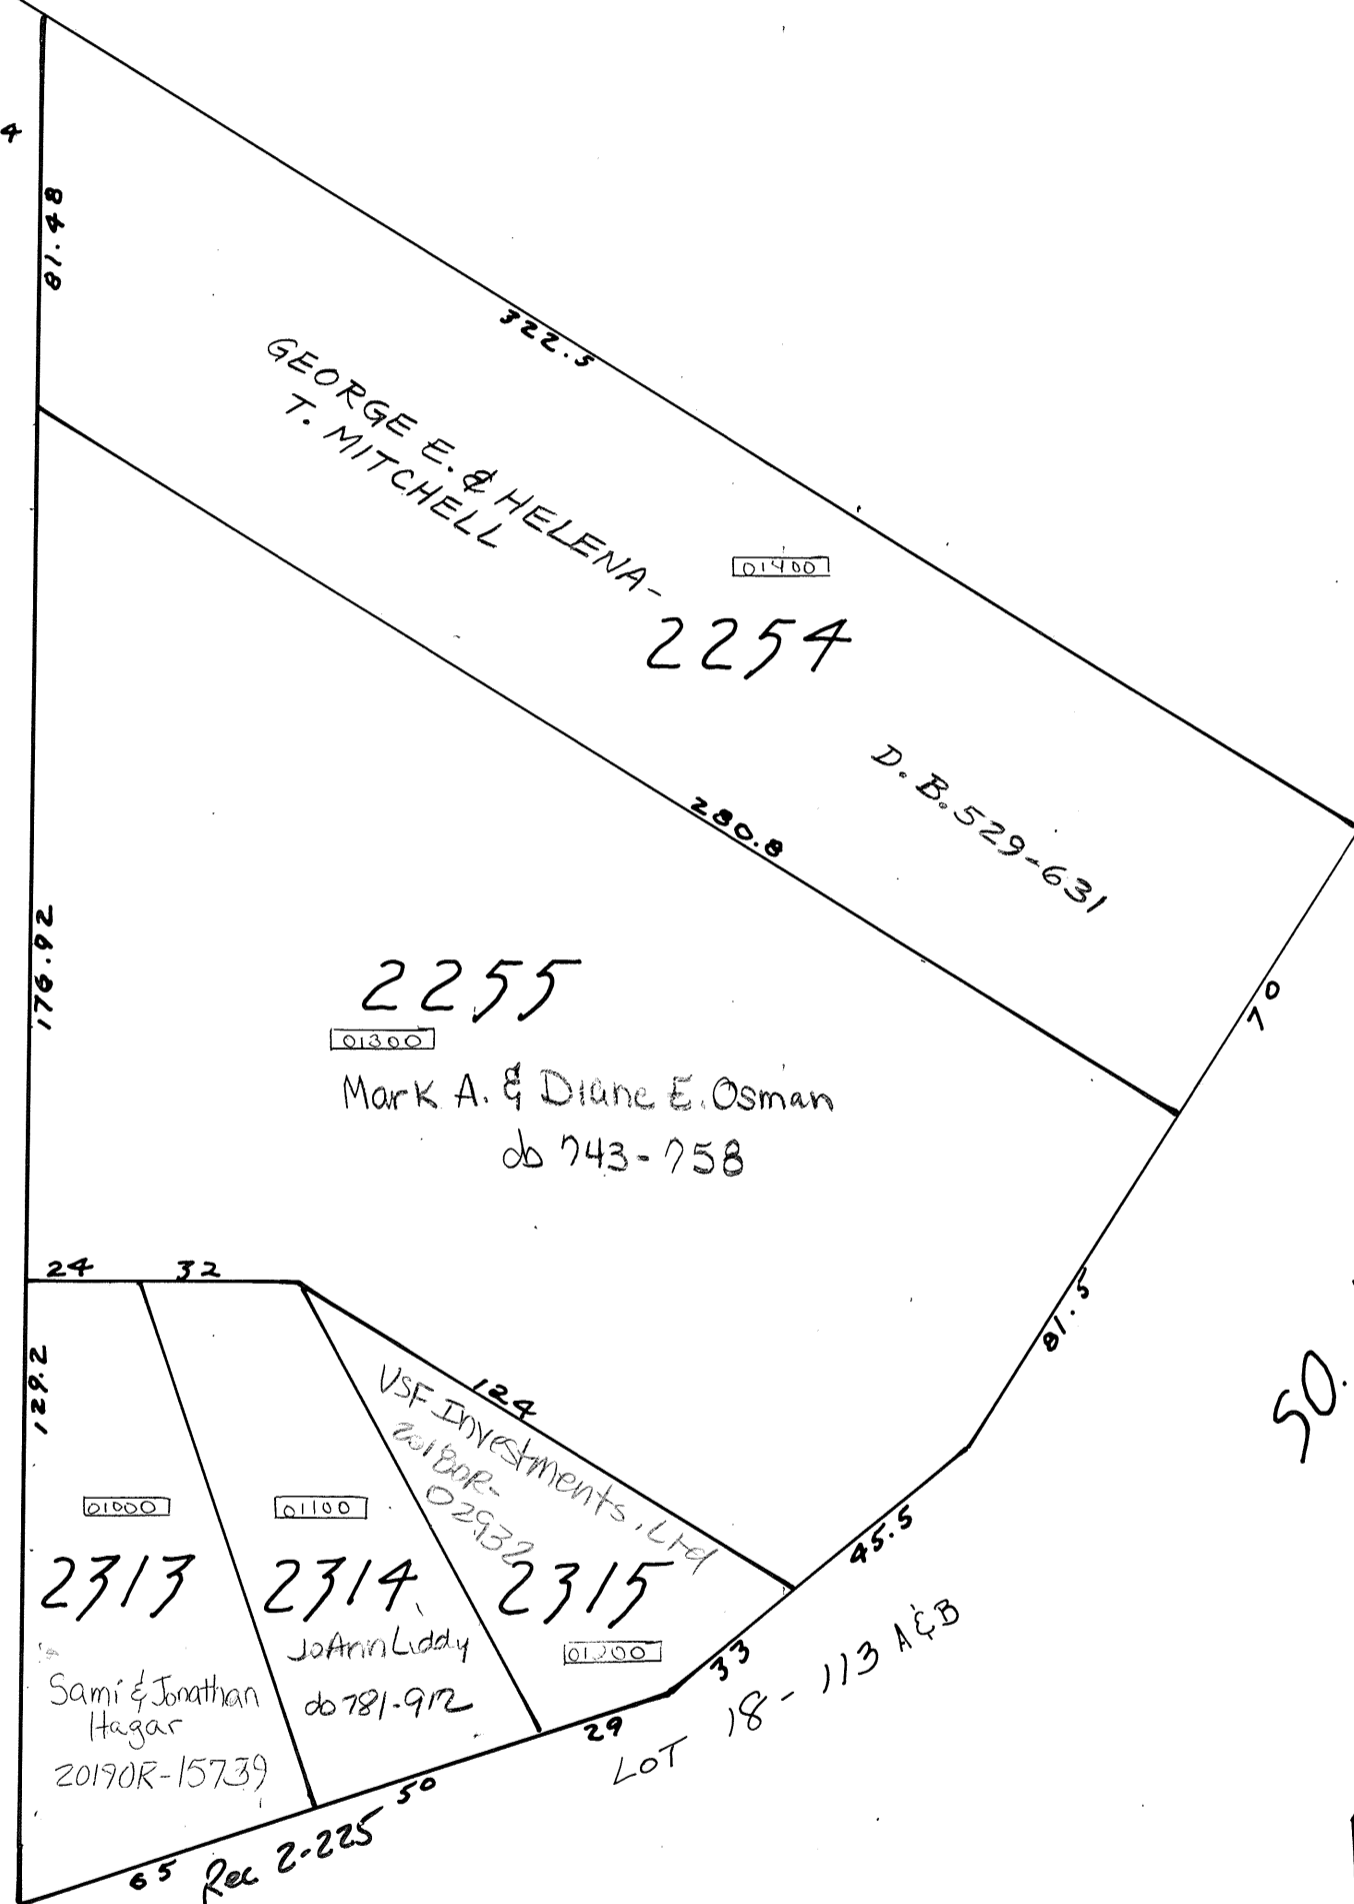 4
81.48
322.5
GEORGE E. & HELENA-
T. MITCHELL
01400
2254
D. B. 529-631
280.8
70
176.92
2255
01300
Mark A. & Diane E. Osman
db 743-758
24
32
81.5
50.
129.2
124
VSF Investments, Ltd
2018OR-
02932
45.5
01000
2313
Sami & Jonathan
Hagar
2019OR-15739
01100
2314
JoAnn Liddy
db 781-912
2315
01200
33
29
LOT 18-113 A&B
50
65
Rec 2-225